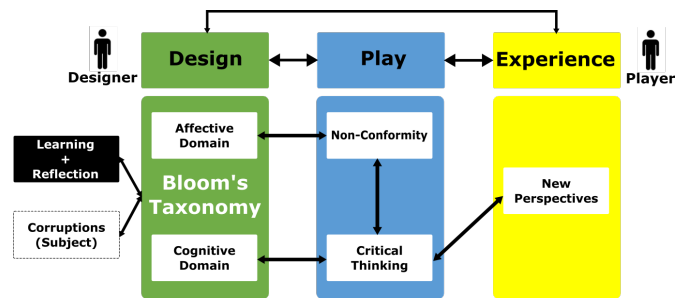 Designer
Design
Play
Experience
Player
Learning
+
Reflection
Corruptions
(Subject)
Affective
Domain
Bloom's
Taxonomy
Cognitive
Domain
Non-Conformity
Critical
Thinking
New
Perspectives